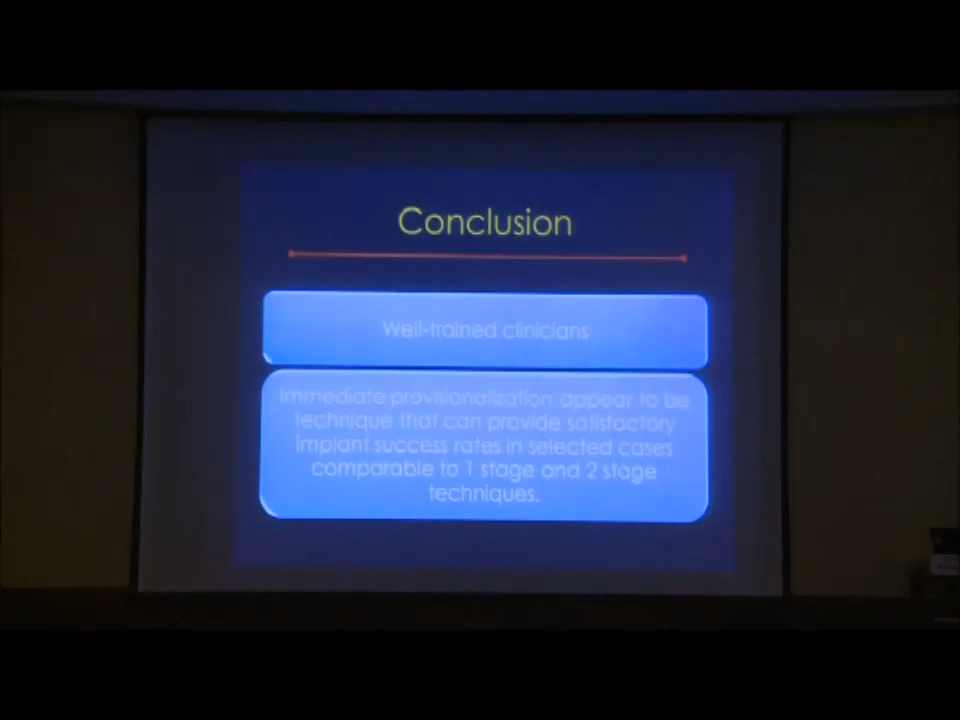 Conclusion
Well-trained clinicians
Immediate provisionalization appear to be
technique that can provide satisfactory
implant success rates in selected cases
comparable to 1 stage and 2 stage
techniques.